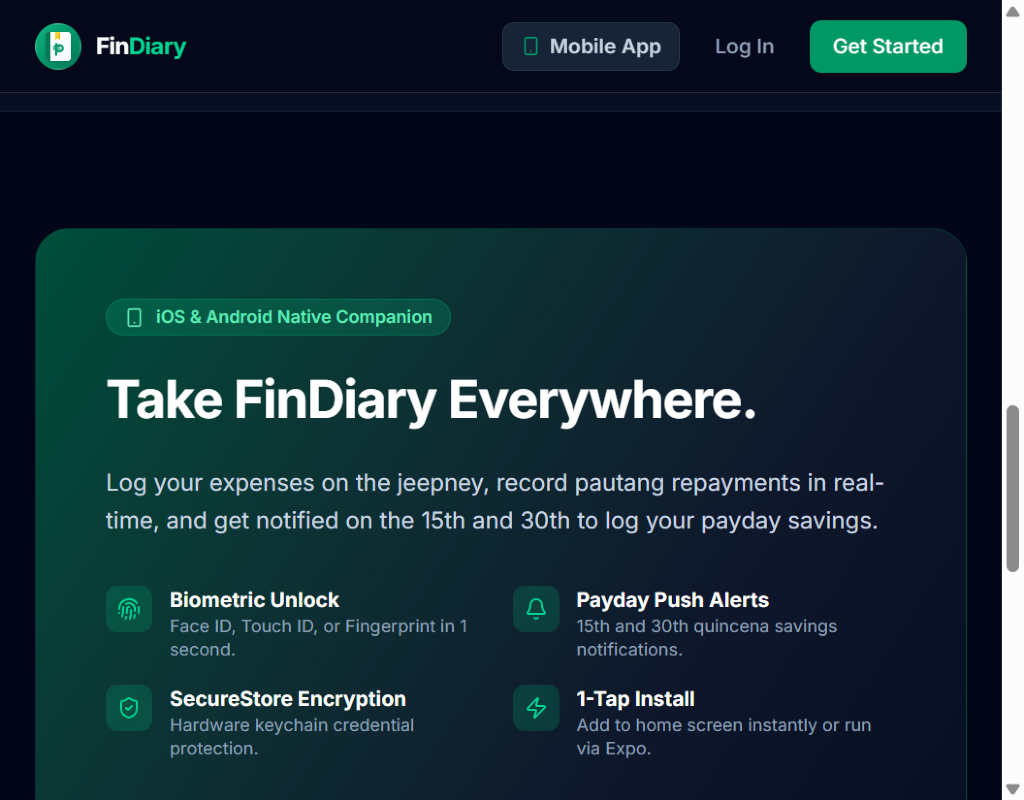 FinDiary
Mobile App
Log In
Get Started
iOS & Android Native Companion
Take FinDiary Everywhere.
Log your expenses on the jeepney, record pautang repayments in real-
time, and get notified on the 15th and 30th to log your payday savings.
Biometric Unlock
Face ID, Touch ID, or Fingerprint in 1
second.
Payday Push Alerts
15th and 30th quincena savings
notifications.
SecureStore Encryption
Hardware keychain credential
protection.
1-Tap Install
Add to home screen instantly or run
via Expo.